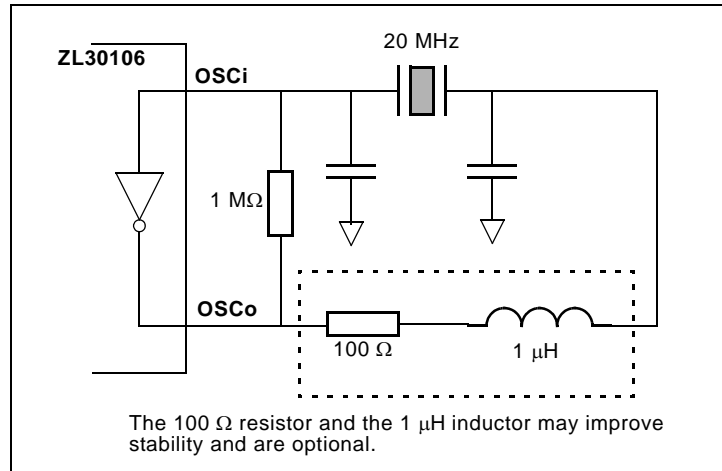 20 MHz
ZL30106
OSCi
1 MΩ
OSCo
100 Ω
1 μH
The 100 Ω resistor and the 1 μH inductor may improve
stability and are optional.